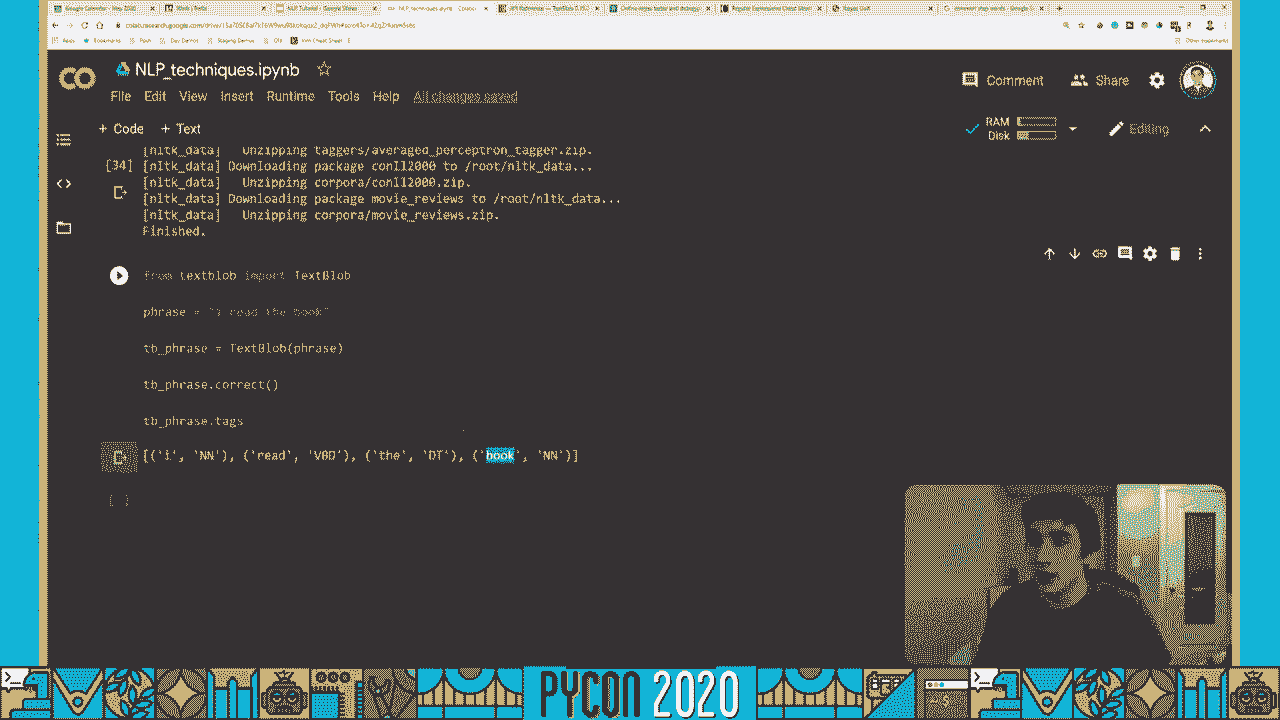 NLP_techniques.ipynb
File Edit View Insert Runtime Tools Help All changes saved
Comment Share
+ Code + Text
RAM
Disk
Editing
[nltk_data] Unzipping taggers/averaged_perceptron_tagger.zip.
[34] [nltk_data] Downloading package conll2000 to /root/nltk_data...
[nltk_data] Unzipping corpora/conll2000.zip.
[nltk_data] Downloading package movie_reviews to /root/nltk_data...
[nltk_data] Unzipping corpora/movie_reviews.zip.
Finished.
from textblob import TextBlob
phrase = "i read the book"
tb_phrase = TextBlob(phrase)
tb_phrase.correct()
tb_phrase.tags
[('i', 'NN'), ('read', 'VBD'), ('the', 'DT'), ('book', 'NN')]
[ ]
PYCON 2020